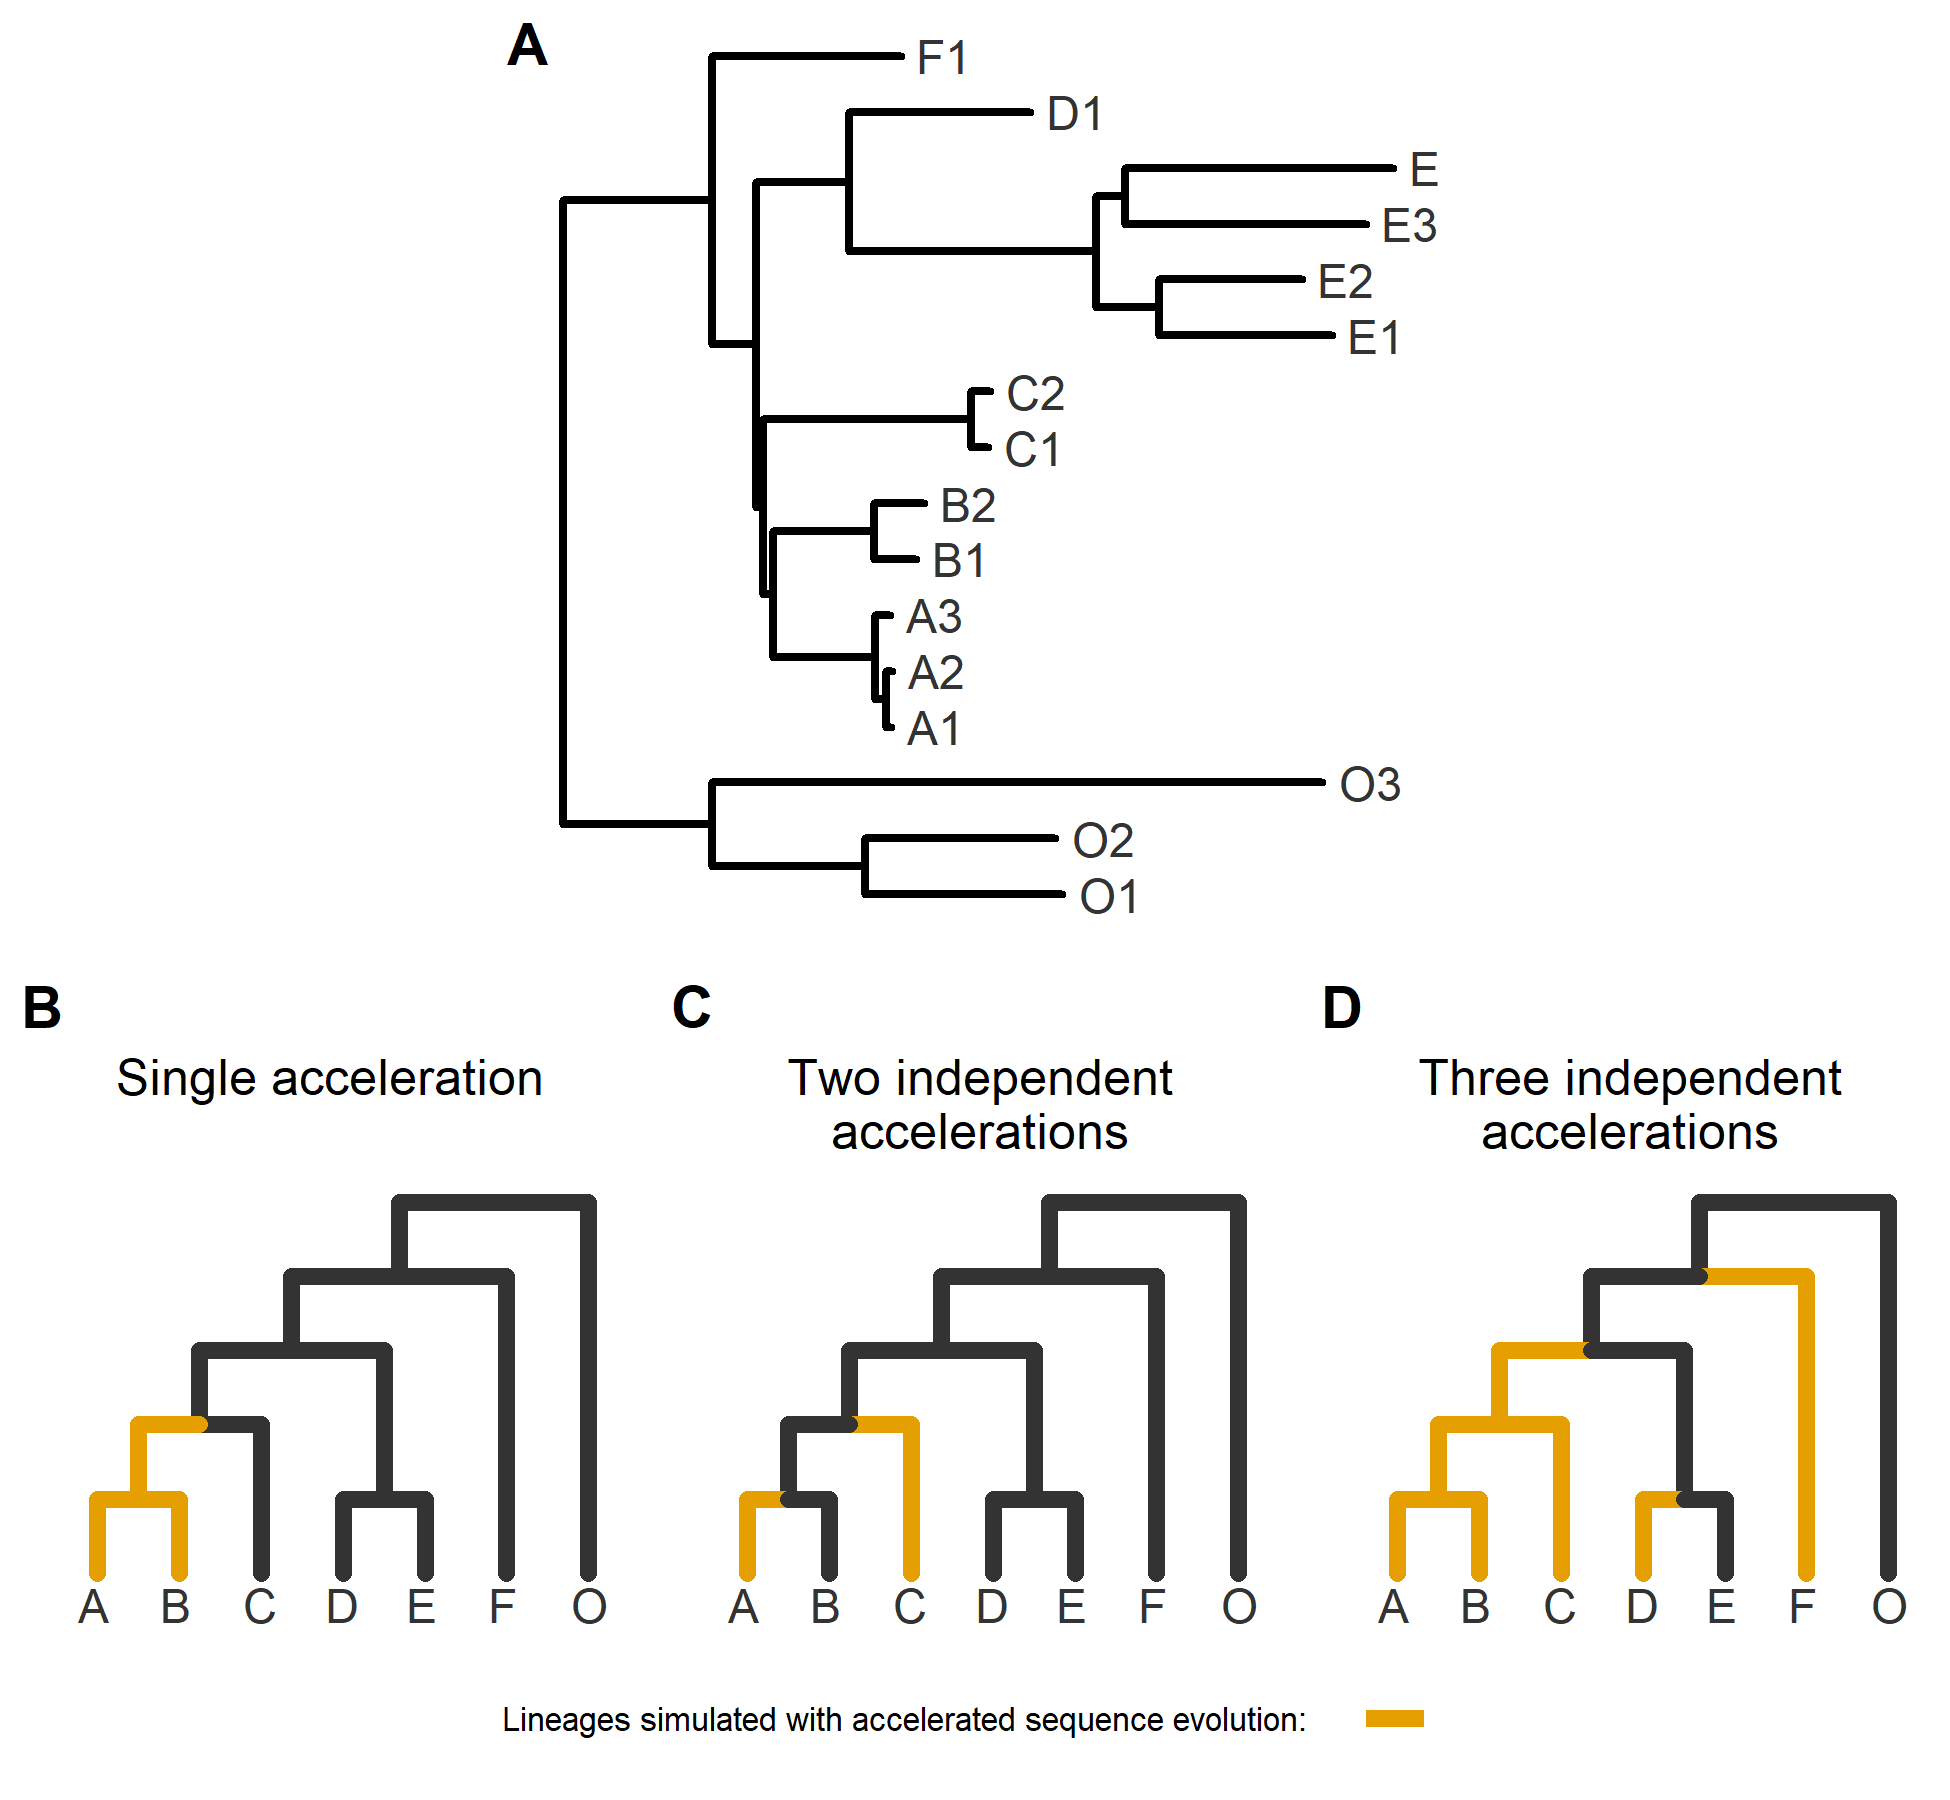 A
F1
D1
E
E3
E2
E1
C2
C1
B2
B1
A3
A2
A1
O3
O2
O1
B
C
D
Single acceleration
Two independent
accelerations
Three independent
accelerations
A B C D E F O
A B C D E F O
A B C D E F O
Lineages simulated with accelerated sequence evolution: